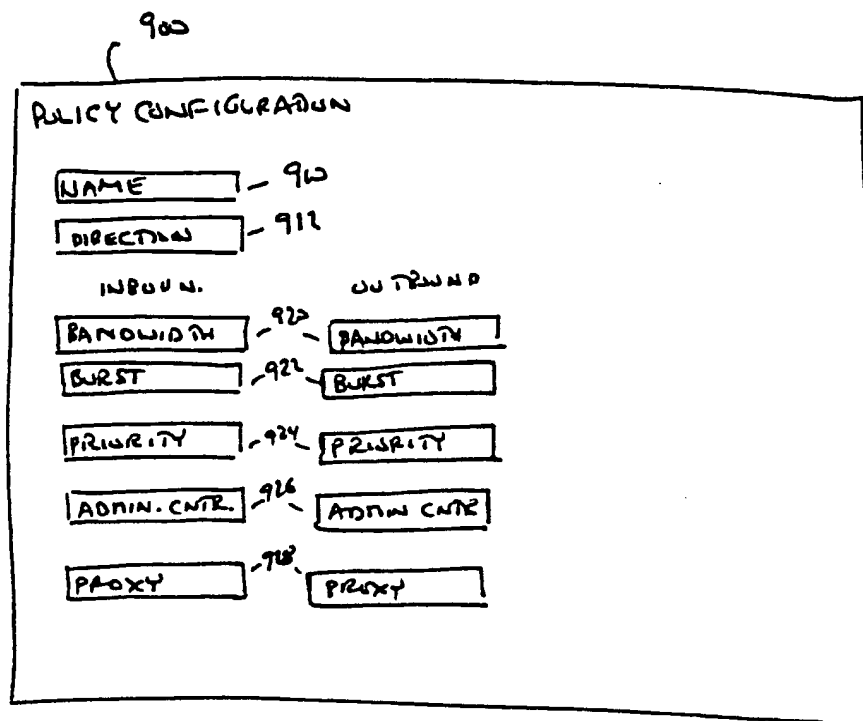 900
POLICY CONFIGURATION
NAME 910
DIRECTION 912
INBOUN. OUTBOUND
BANDWIDTH 920 BANDWIDTH
BURST 922 BURST
PRIORITY 924 PRIORITY
ADMIN. CNTR. 926 ADMIN CNTR
PROXY 928 PROXY